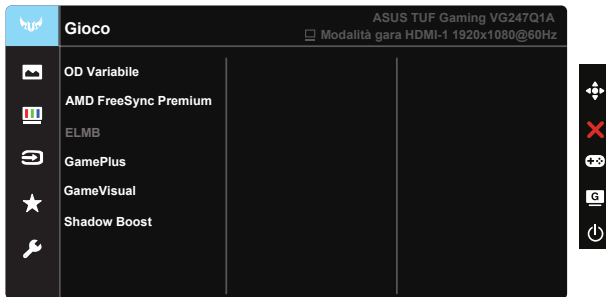 Gioco
ASUS TUF Gaming VG247Q1A
Modalità gara HDMI-1 1920x1080@60Hz
OD Variabile
AMD FreeSync Premium
ELMB
GamePlus
GameVisual
Shadow Boost
G